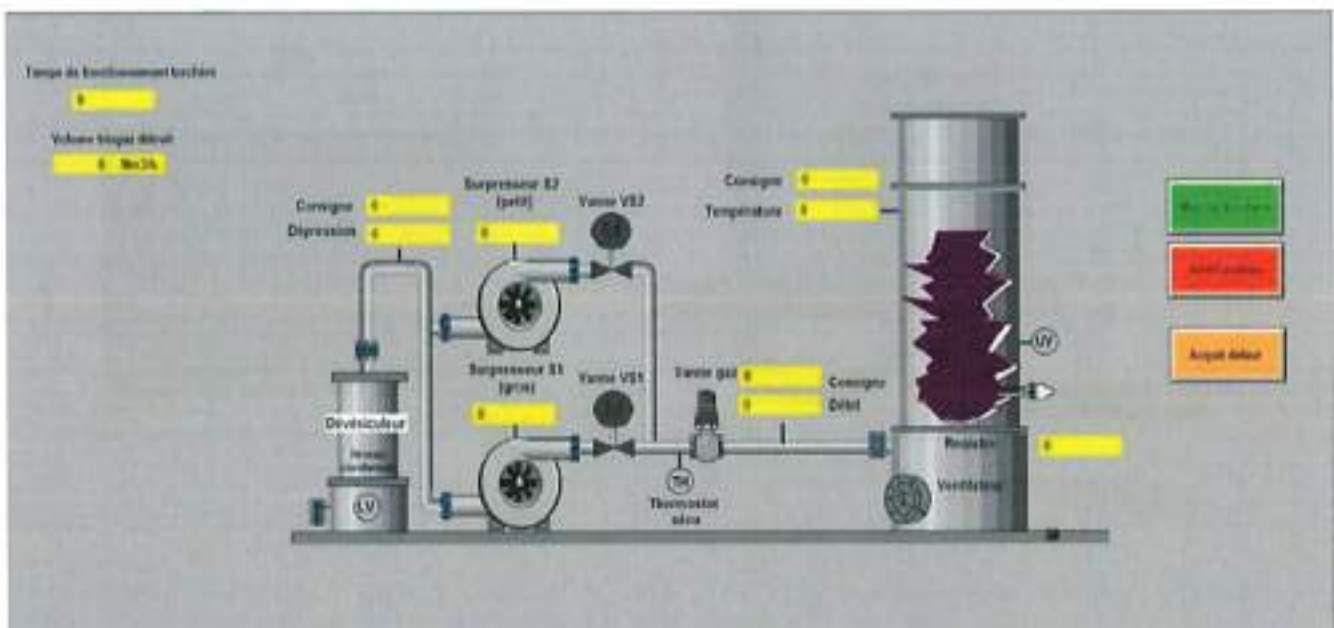 Temps de fonctionnement torchère
0
Volume biogaz détruit
0 Nm3/h
Consigne 0
Dépression 0
Surpresseur S2
(petit)
0
Vanne VS2
Surpresseur S1
(gros)
0
Vanne VS1
Dévésiculeur
Niveau
LV
Vanne gaz
0 Consigne
0 Débit
TH
Thermostat
Consigne 0
Température 0
UV
Registre
0
Ventilateur
Acquit défaut